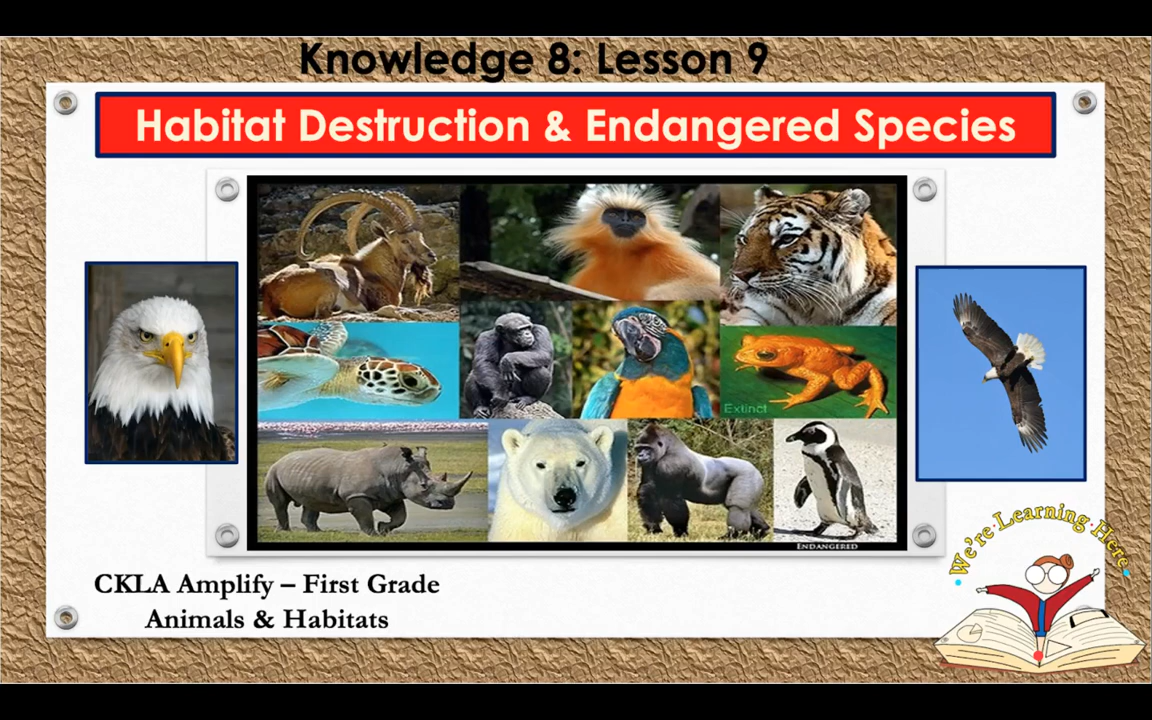 Knowledge 8: Lesson 9
Habitat Destruction & Endangered Species
Extinct
ENDANGERED
We're Learning Here
CKLA Amplify – First Grade
Animals & Habitats